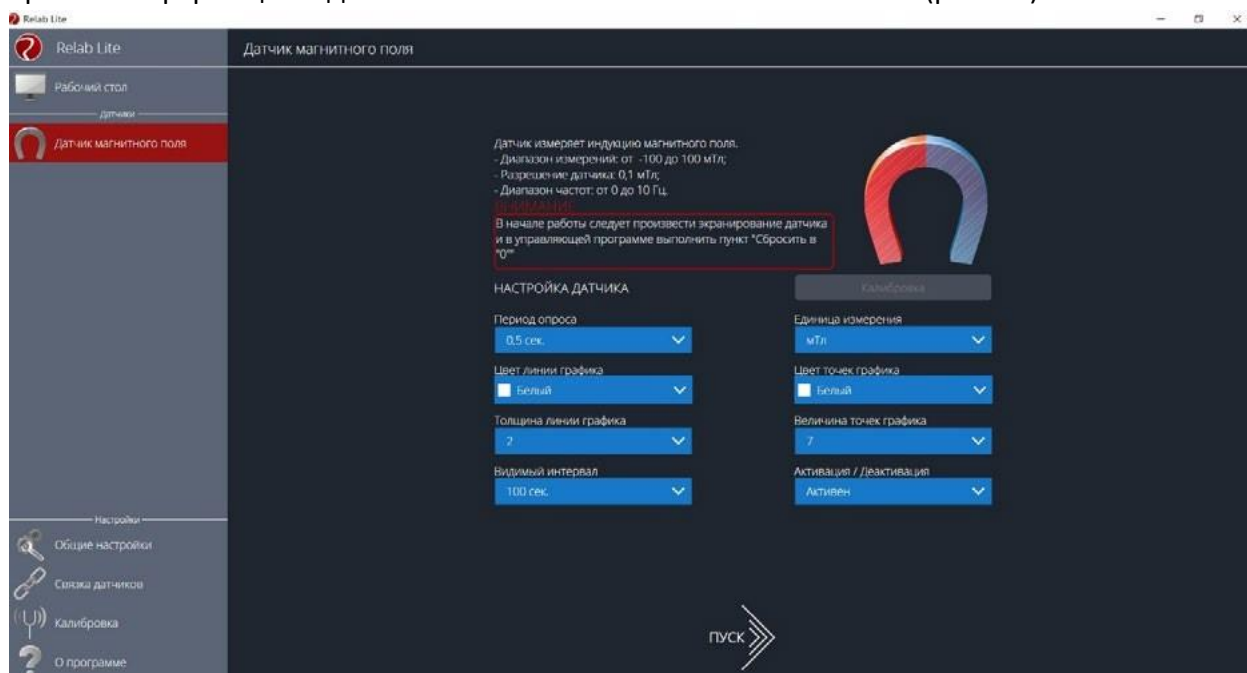 Relab Lite
Relab Lite
Датчик магнитного поля
Рабочий стол
Датчики
Датчик магнитного поля
Датчик измеряет индукцию магнитного поля.
- Диапазон измерений: от -100 до 100 мТл;
- Разрешение датчика: 0,1 мТл;
- Диапазон частот: от 0 до 10 Гц.
ВНИМАНИЕ
В начале работы следует произвести экранирование датчика
и в управляющей программе выполнить пункт "Сбросить в
"0""
НАСТРОЙКА ДАТЧИКА
Калибровка
Период опроса
Единица измерения
0,5 сек.
мТл
Цвет линии графика
Цвет точек графика
Белый
Белый
Толщина линии графика
Величина точек графика
2
7
Видимый интервал
Активация / Деактивация
100 сек.
Активен
Настройки
Общие настройки
Связка датчиков
Калибровка
О программе
ПУСК